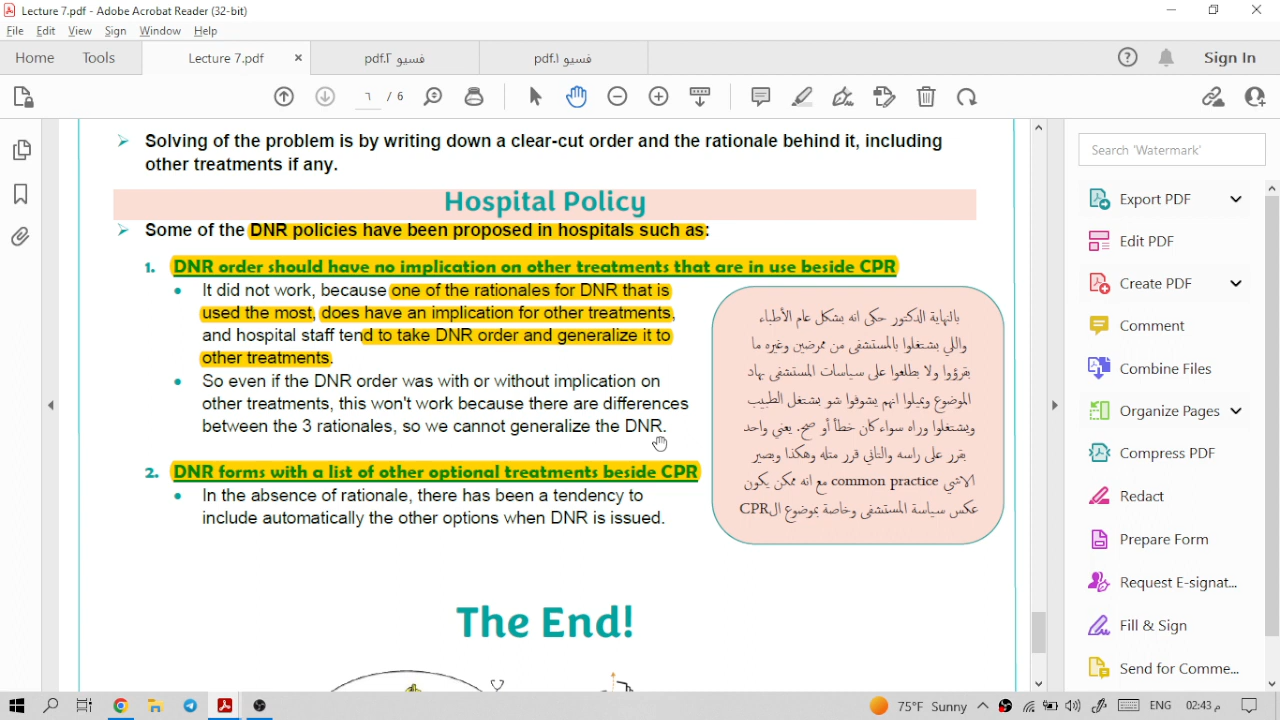 Lecture 7.pdf - Adobe Acrobat Reader (32-bit)
File Edit View Sign Window Help
Home Tools Lecture 7.pdf × فسيو ٢.pdf فسيو ١.pdf Sign In
٦ / 6
Search 'Watermark'
Solving of the problem is by writing down a clear-cut order and the rationale behind it, including
other treatments if any.
Hospital Policy
Some of the DNR policies have been proposed in hospitals such as:
1. DNR order should have no implication on other treatments that are in use beside CPR
• It did not work, because one of the rationales for DNR that is
used the most, does have an implication for other treatments,
and hospital staff tend to take DNR order and generalize it to
other treatments.
• So even if the DNR order was with or without implication on
other treatments, this won't work because there are differences
between the 3 rationales, so we cannot generalize the DNR.
2. DNR forms with a list of other optional treatments beside CPR
• In the absence of rationale, there has been a tendency to
include automatically the other options when DNR is issued.
بالنهاية الدكتور حكى انه بشكل عام الأطباء
واللي بشتغلوا بالمستشفى من ممرضين وغيره ما
بقرؤوا ولا بطلعوا على سياسات المستشفى بهاد
الموضوع وبميلوا انهم يشوفوا شو بشتغل الطبيب
ويشتغلوا وراه سواء كان خطأ أو صح. يعني واحد
بقرر على راسه والتاني قرر متله وهكذا وبصير
الاشي common practice مع انه ممكن يكون
عكس سياسة المستشفى وخاصة بموضوع الCPR
The End!
Export PDF
Edit PDF
Create PDF
Comment
Combine Files
Organize Pages
Compress PDF
Redact
Prepare Form
Request E-signat...
Fill & Sign
Send for Comme...
75°F Sunny ENG 02:43 م